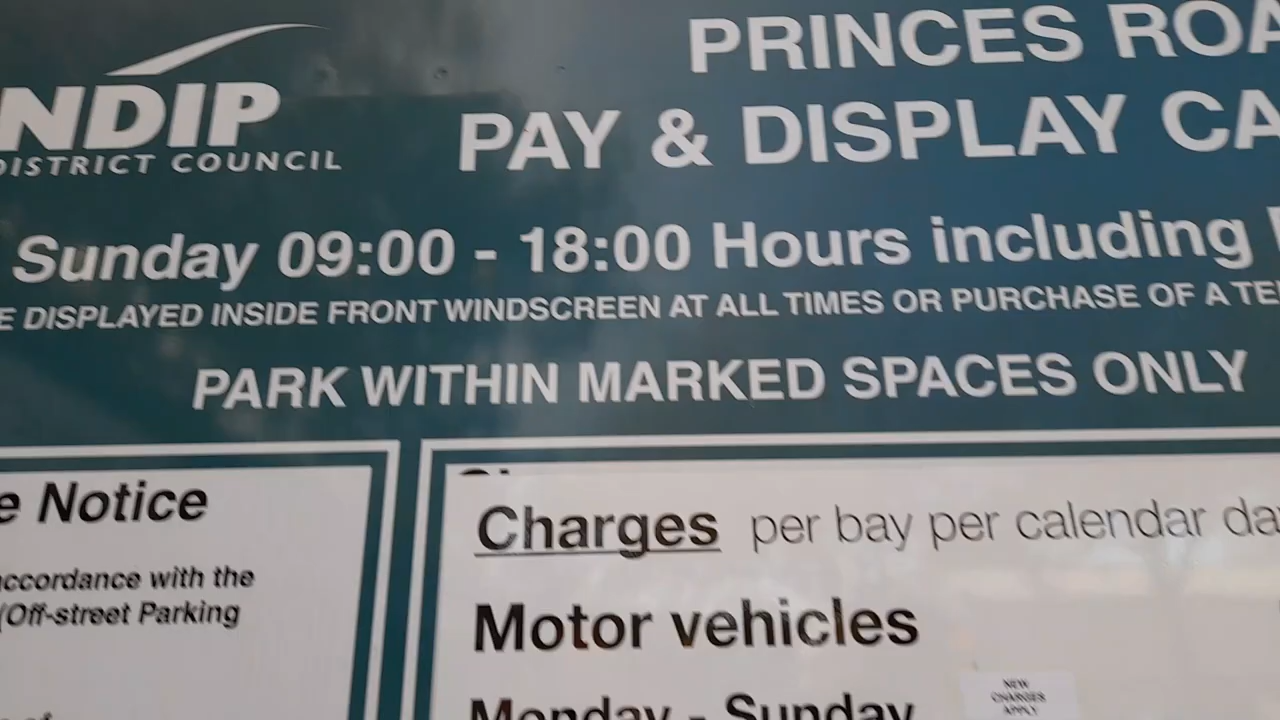 NDIP
DISTRICT COUNCIL
PRINCES ROA
PAY & DISPLAY CA
Sunday 09:00 - 18:00 Hours including
E DISPLAYED INSIDE FRONT WINDSCREEN AT ALL TIMES OR PURCHASE OF A TE
PARK WITHIN MARKED SPACES ONLY
e Notice
accordance with the
(Off-street Parking
Charges per bay per calendar da
Motor vehicles
Monday - Sunday
NEW
CHARGES
APPLY